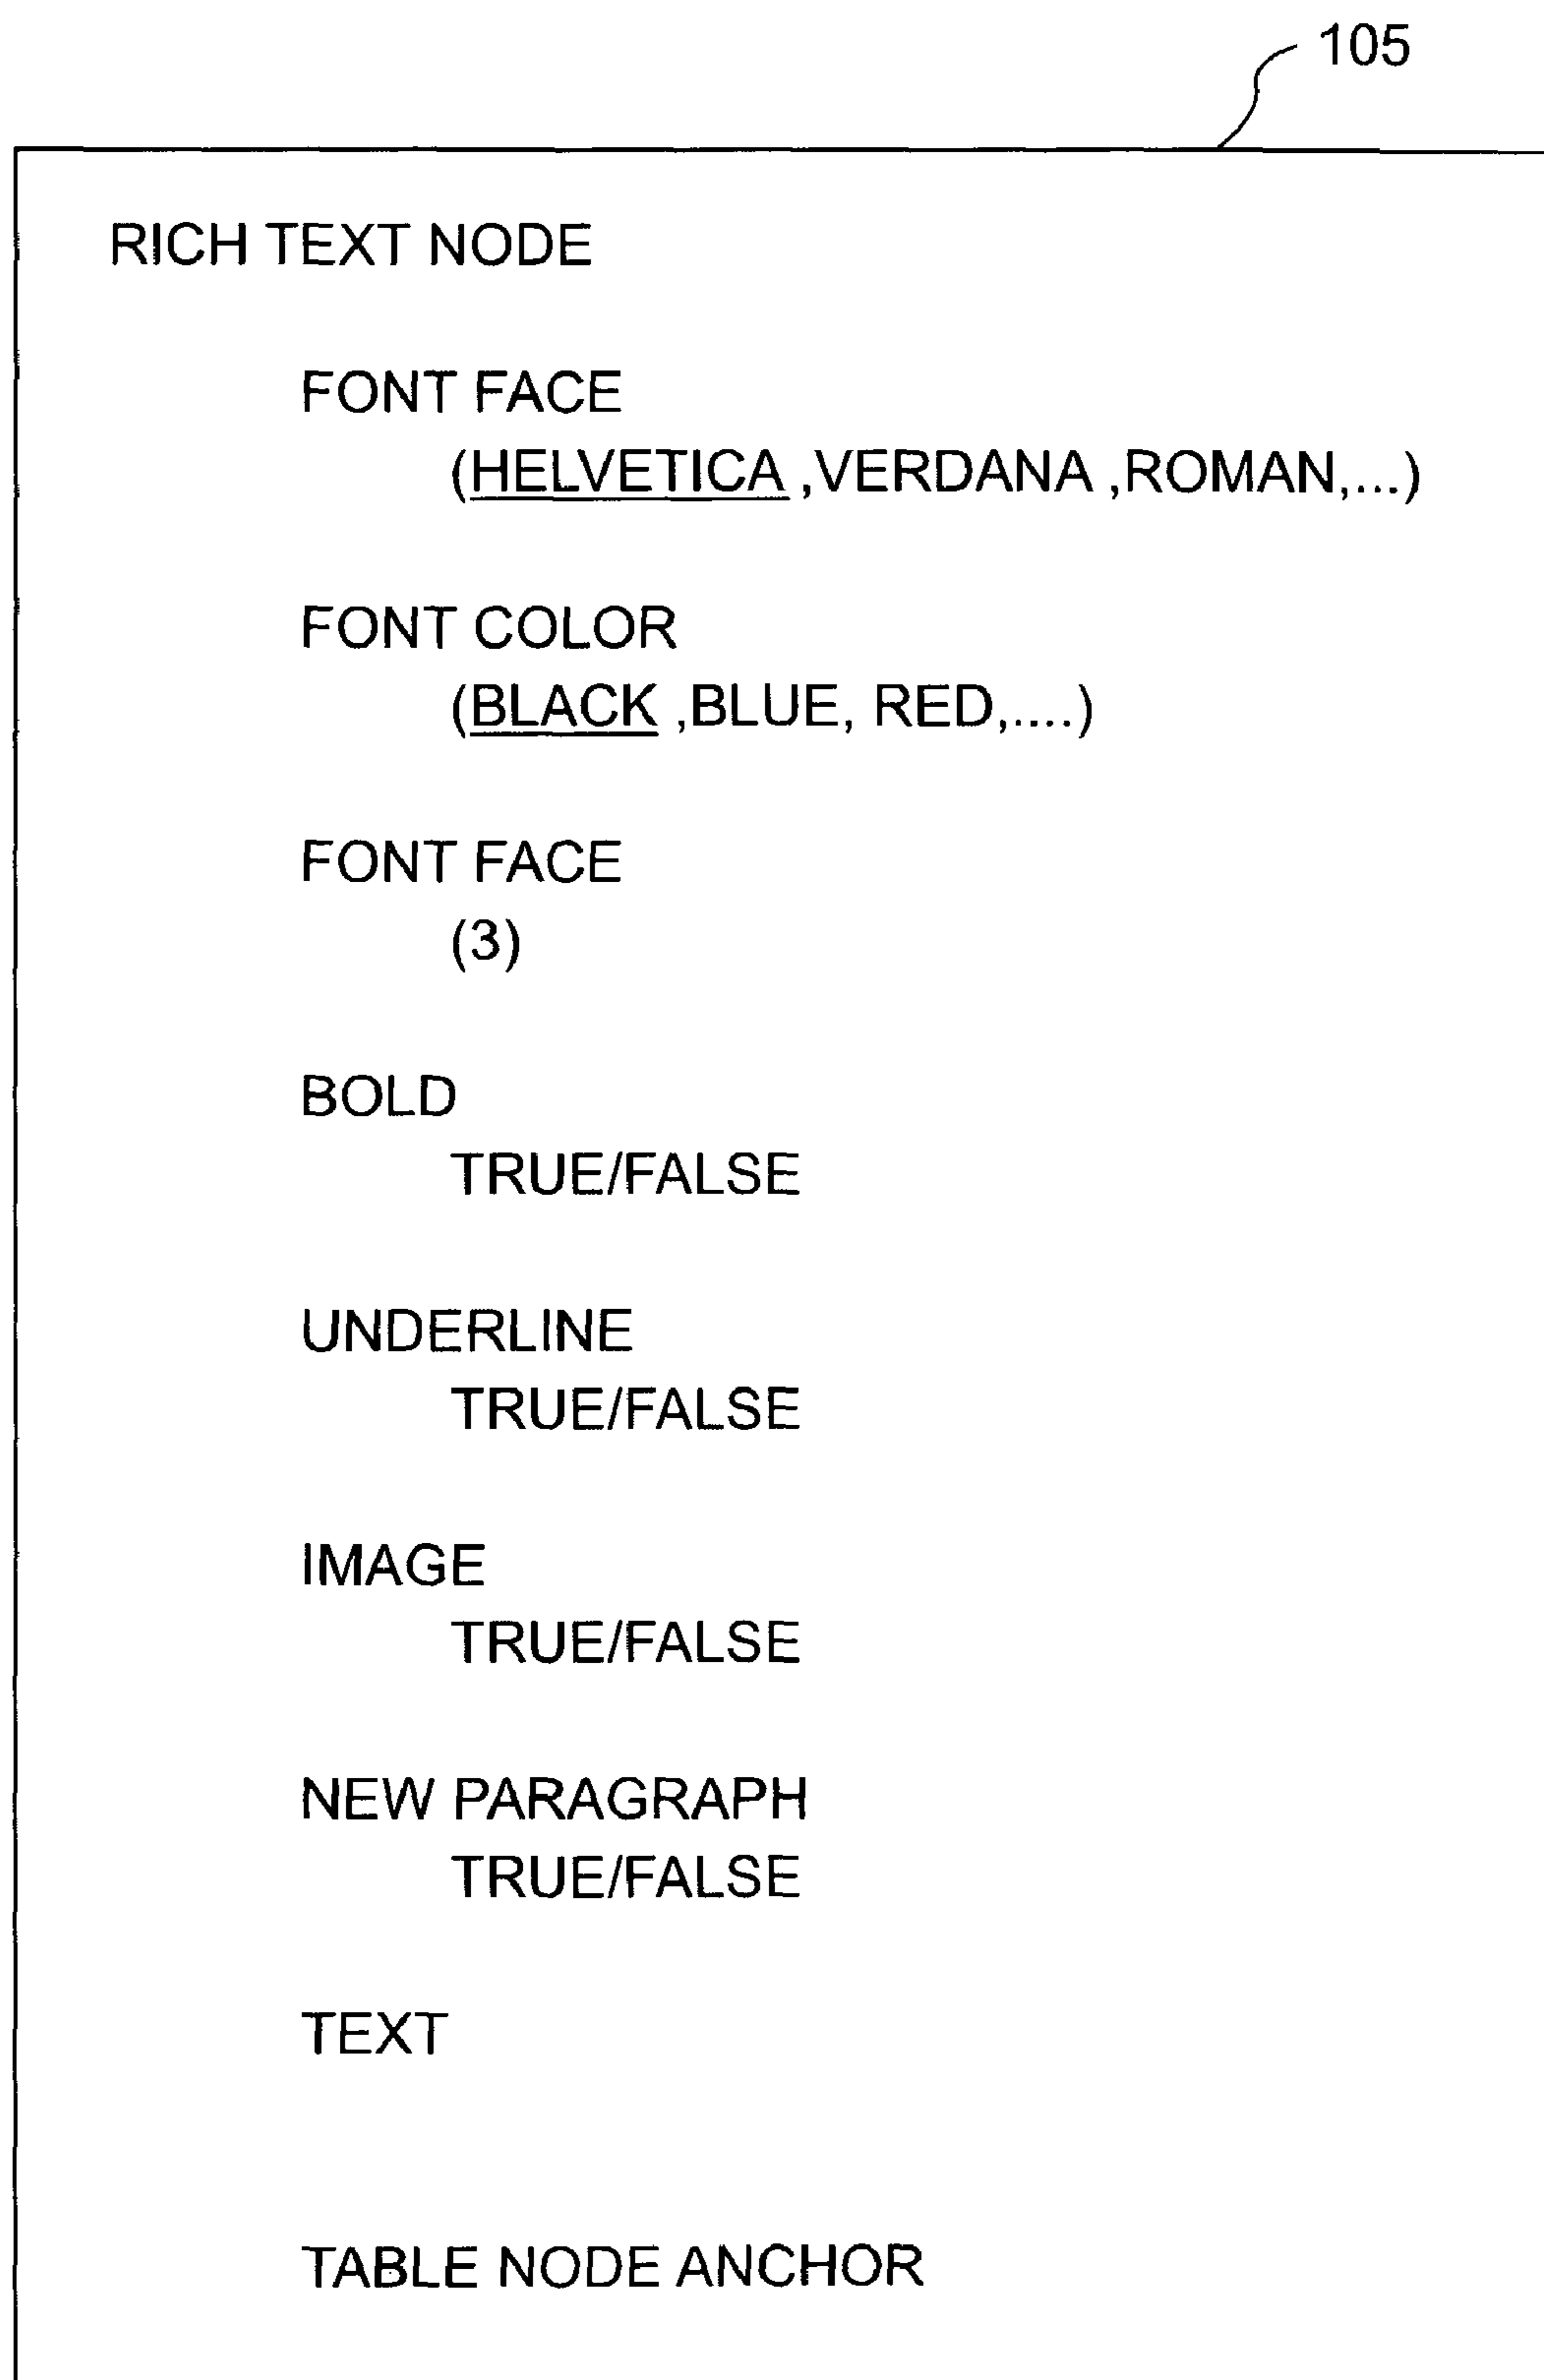 105
RICH TEXT NODE
FONT FACE
(HELVETICA ,VERDANA ,ROMAN,...)
FONT COLOR
(BLACK ,BLUE, RED,....)
FONT FACE
(3)
BOLD
TRUE/FALSE
UNDERLINE
TRUE/FALSE
IMAGE
TRUE/FALSE
NEW PARAGRAPH
TRUE/FALSE
TEXT
TABLE NODE ANCHOR